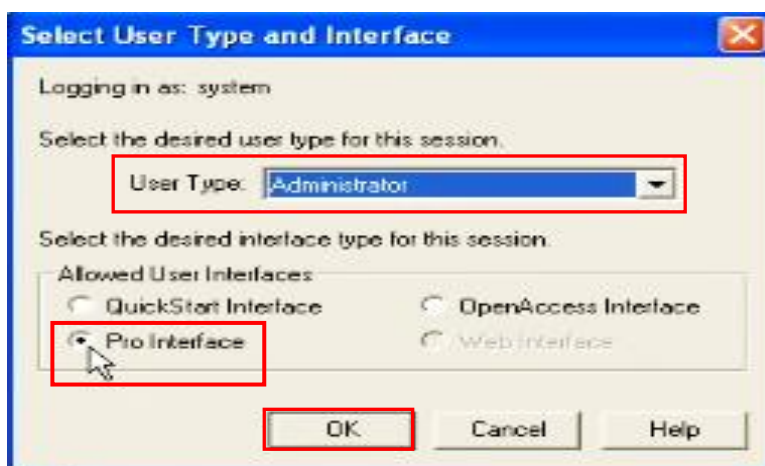 Select User Type and Interface
Logging in as: system
Select the desired user type for this session.
User Type: Administrator
Select the desired interface type for this session.
Allowed User Interfaces
QuickStart Interface OpenAccess Interface
Pro Interface Web Interface
OK Cancel Help